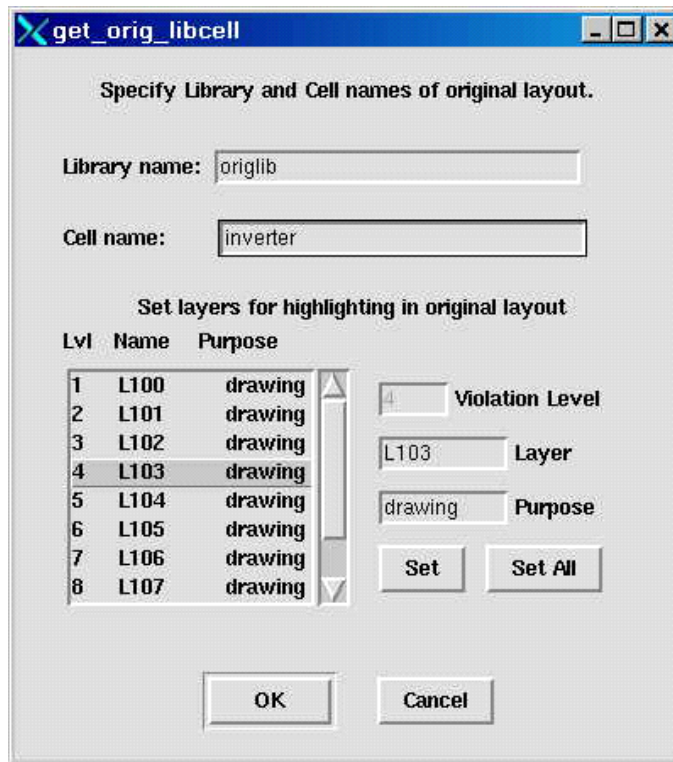 get_orig_libcell
Specify Library and Cell names of original layout.
Library name: origlib
Cell name: inverter
Set layers for highlighting in original layout
Lvl Name Purpose
1 L100 drawing
2 L101 drawing
3 L102 drawing
4 L103 drawing
5 L104 drawing
6 L105 drawing
7 L106 drawing
8 L107 drawing
4 Violation Level
L103 Layer
drawing Purpose
Set Set All
OK Cancel